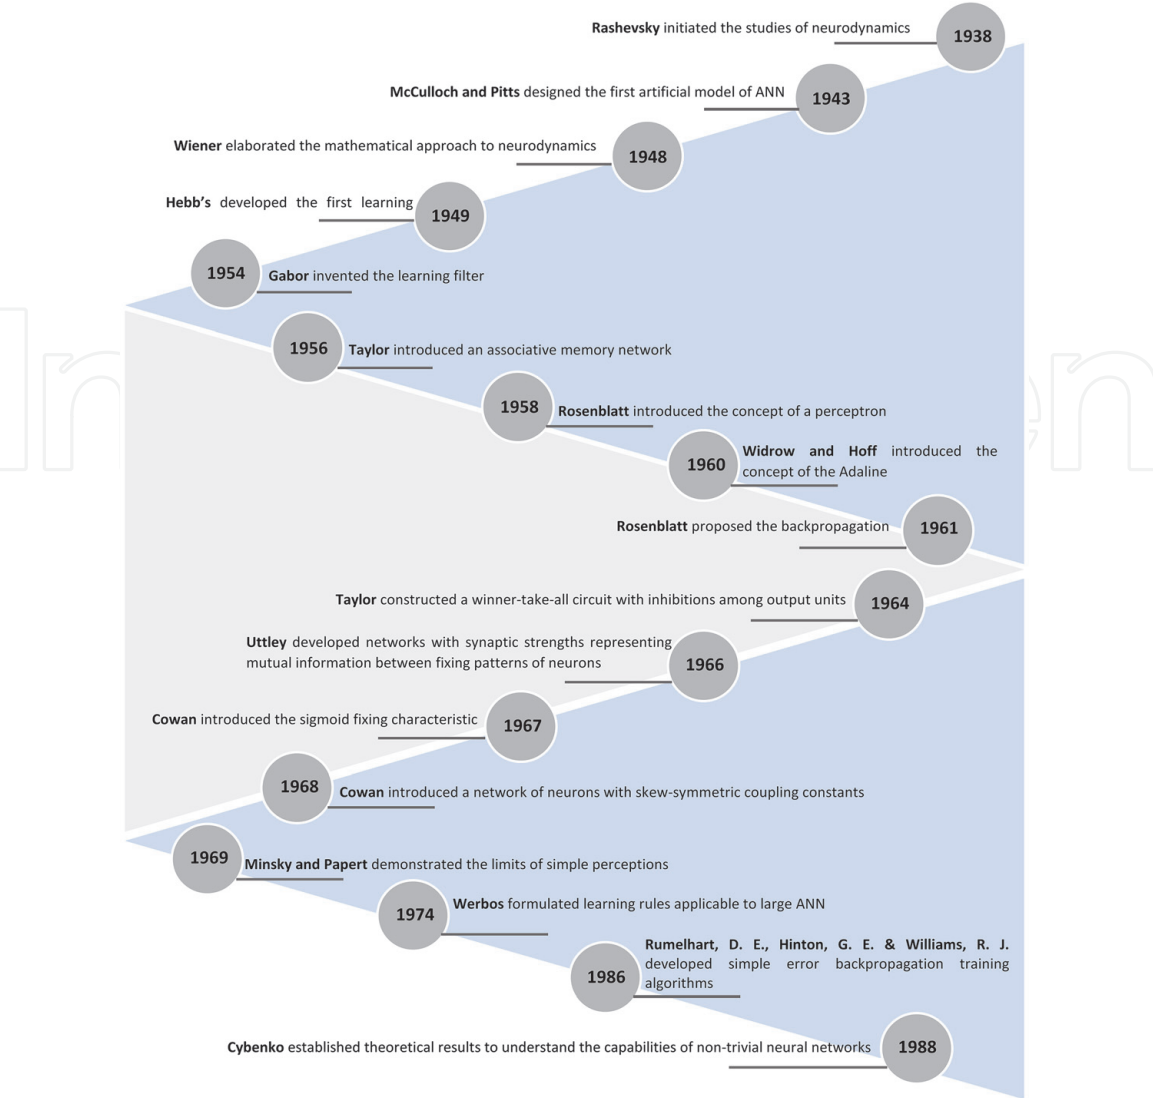 Rashevsky initiated the studies of neurodynamics
1938
McCulloch and Pitts designed the first artificial model of ANN
1943
Wiener elaborated the mathematical approach to neurodynamics
1948
Hebb's developed the first learning
1949
1954
Gabor invented the learning filter
1956
Taylor introduced an associative memory network
1958
Rosenblatt introduced the concept of a perceptron
1960
Widrow and Hoff introduced the
concept of the Adaline
Rosenblatt proposed the backpropagation
1961
Taylor constructed a winner-take-all circuit with inhibitions among output units
1964
Uttley developed networks with synaptic strengths representing
mutual information between fixing patterns of neurons
1966
Cowan introduced the sigmoid fixing characteristic
1967
1968
Cowan introduced a network of neurons with skew-symmetric coupling constants
1969
Minsky and Papert demonstrated the limits of simple perceptions
1974
Werbos formulated learning rules applicable to large ANN
1986
Rumelhart, D. E., Hinton, G. E. & Williams, R. J.
developed simple error backpropagation training
algorithms
Cybenko established theoretical results to understand the capabilities of non-trivial neural networks
1988